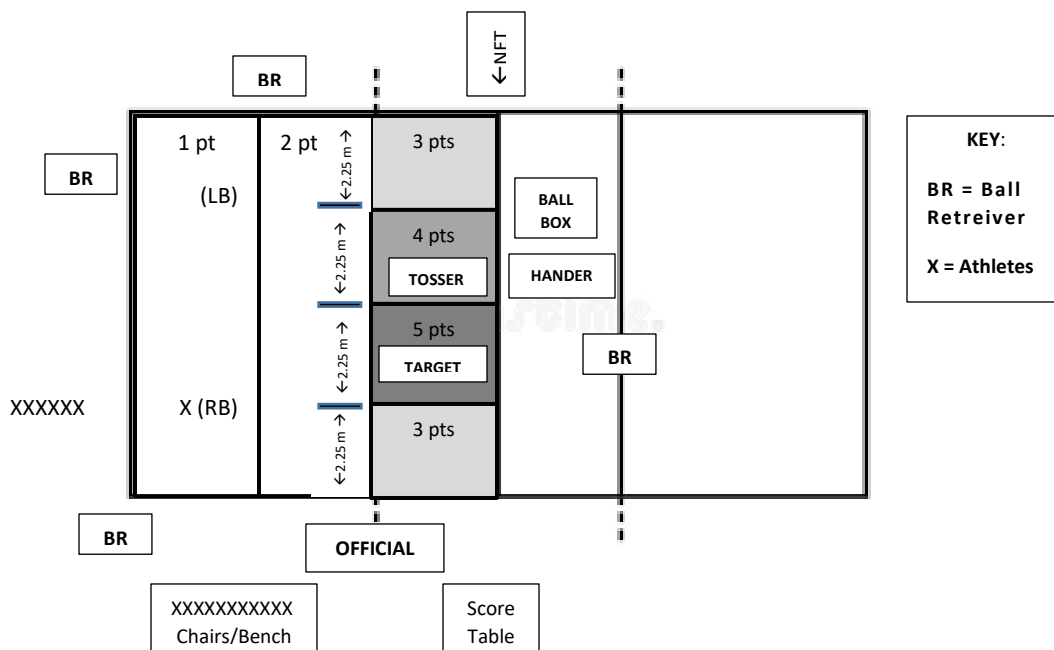 ←NFT
BR
1 pt
2 pt
←2.25 m →
3 pts
KEY:
BR
BR = Ball
Retreiver
(LB)
BALL
BOX
4 pts
←2.25 m →
TOSSER
HANDER
X = Athletes
5 pts
←2.25 m →
TARGET
BR
XXXXXX
X (RB)
3 pts
←2.25 m →
BR
OFFICIAL
XXXXXXXXXXX
Chairs/Bench
Score
Table